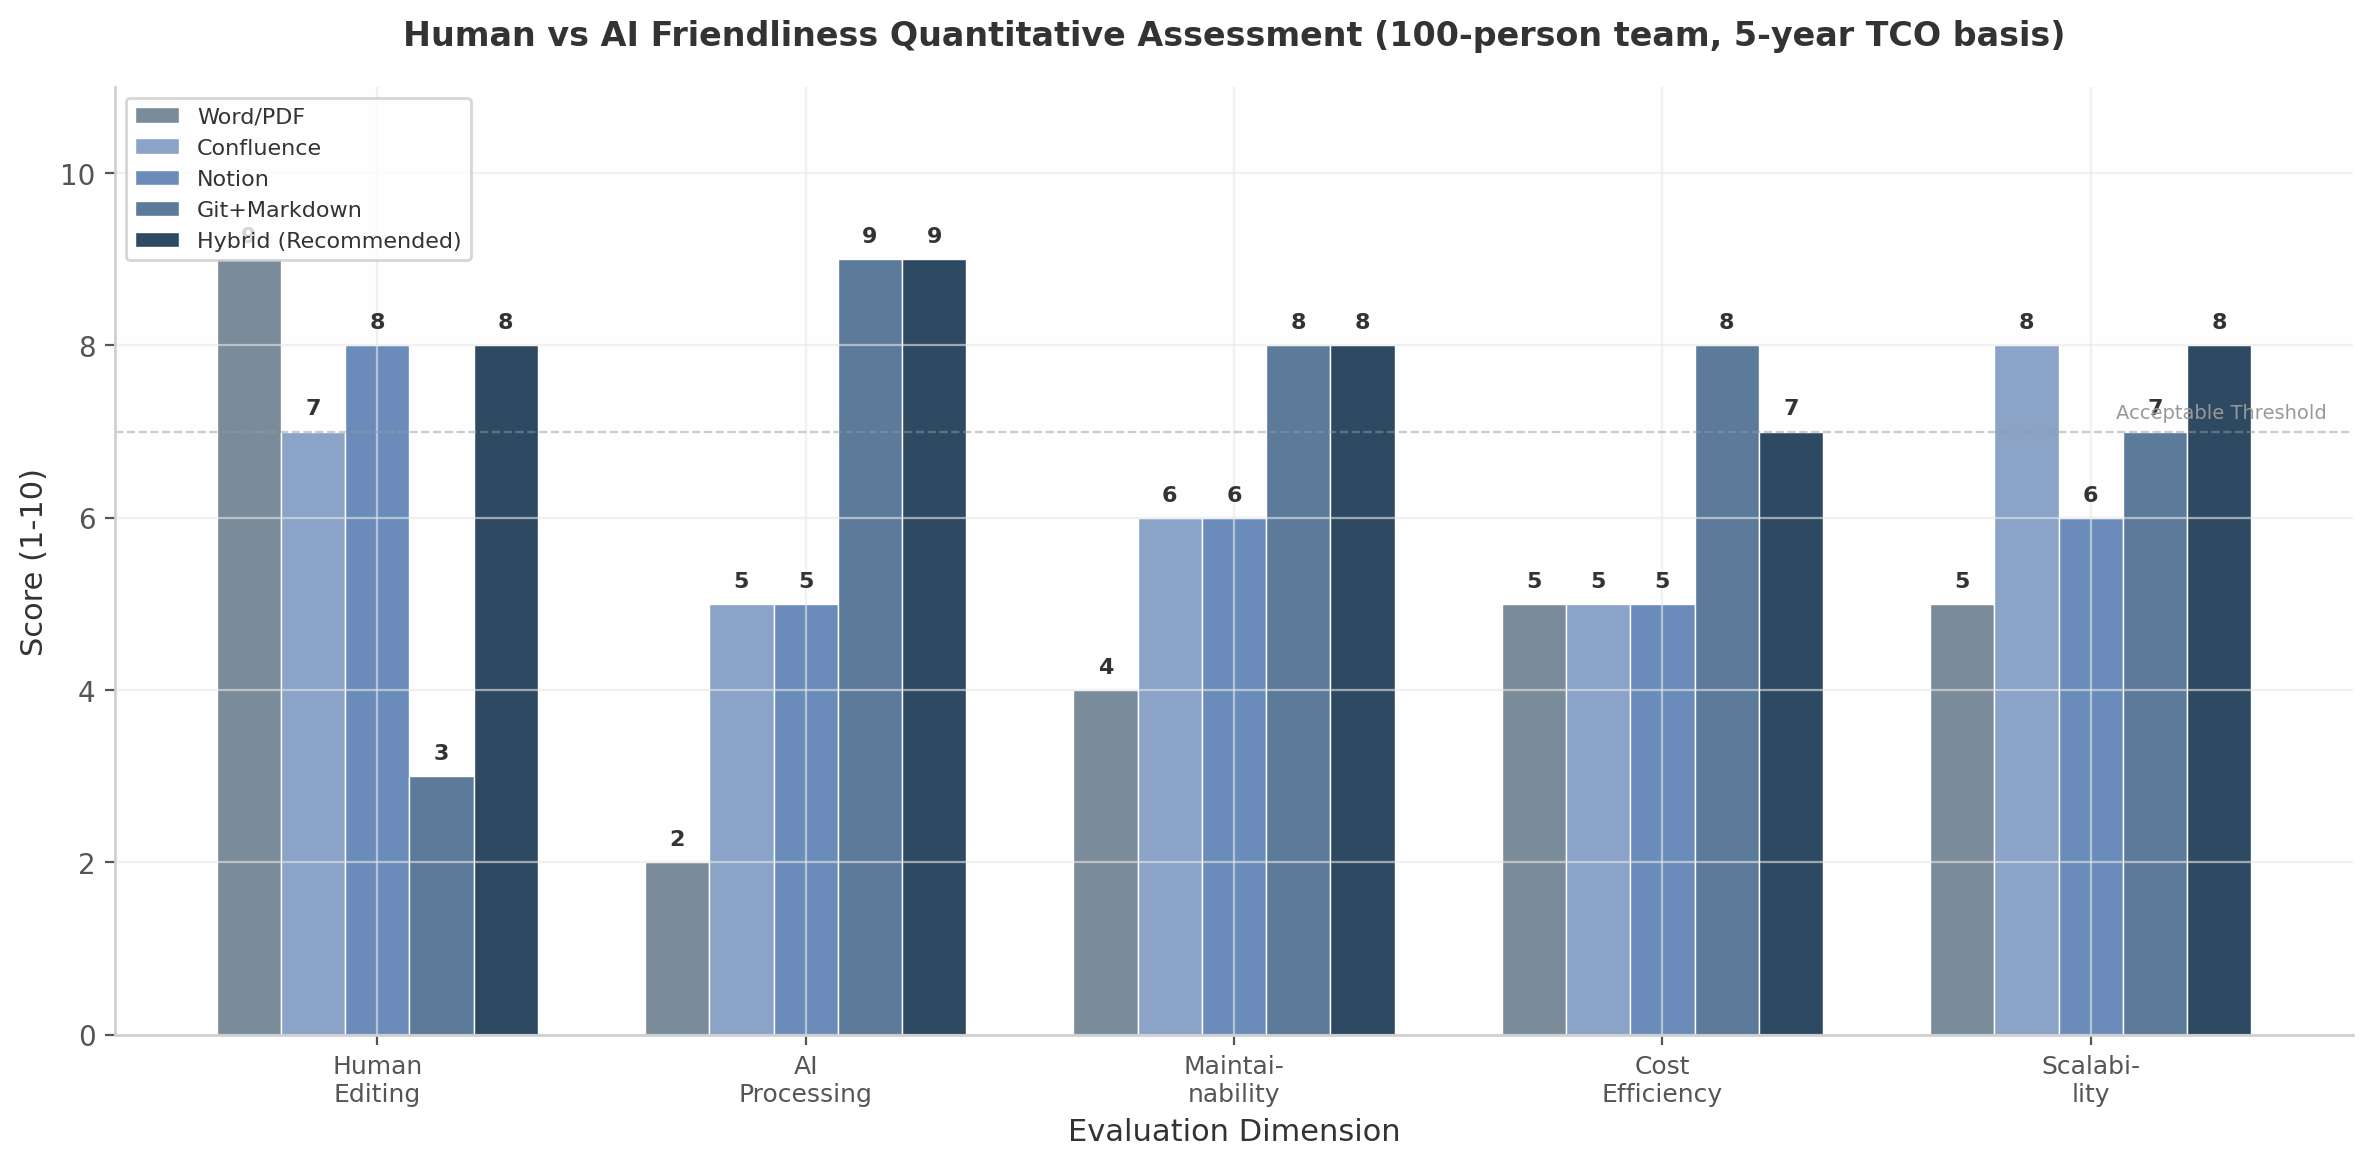 Human vs AI Friendliness Quantitative Assessment (100-person team, 5-year TCO basis)
Word/PDF
Confluence
Notion
Git+Markdown
Hybrid (Recommended)
Score (1-10)
10
8
6
4
2
0
9
7
8
3
8
2
5
5
9
9
4
6
6
8
8
5
5
5
8
7
5
8
6
7
8
Acceptable Threshold
Human
Editing
AI
Processing
Maintai-
nability
Cost
Efficiency
Scalabi-
lity
Evaluation Dimension